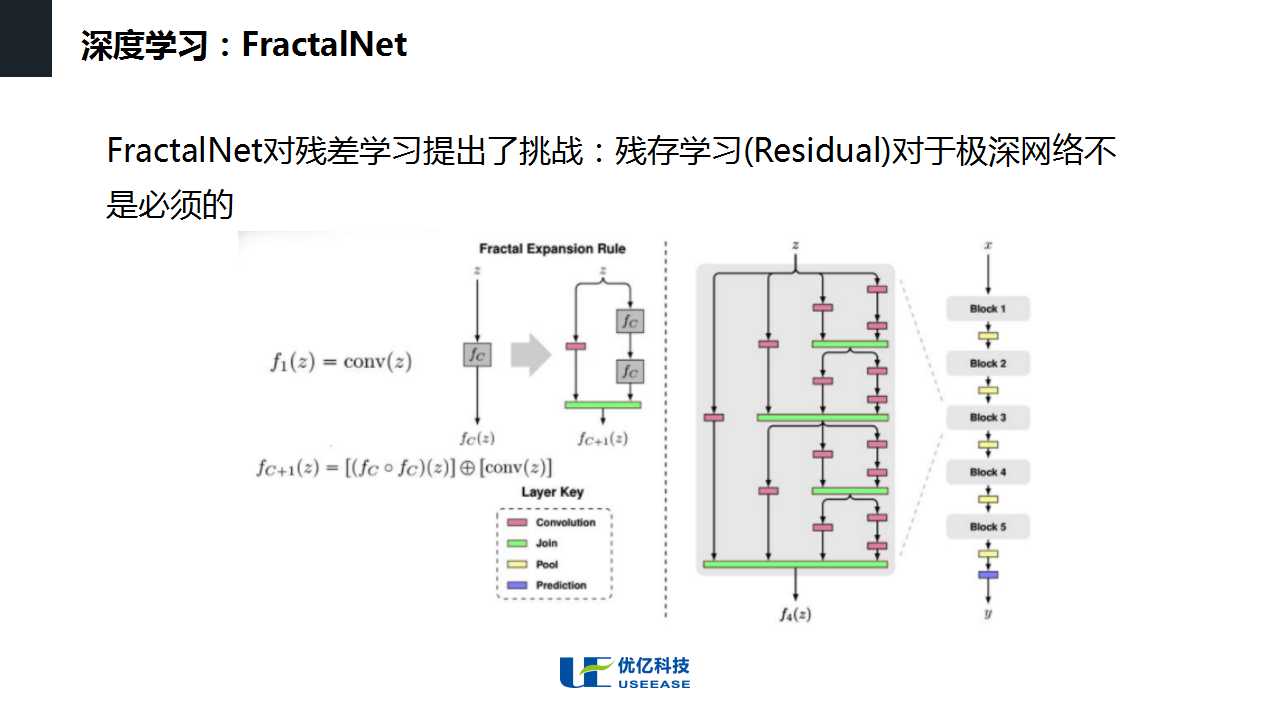 深度学习：FractalNet
FractalNet对残差学习提出了挑战：残存学习(Residual)对于极深网络不
是必须的
Fractal Expansion Rule
z
z
f_C
f_C
f_C
f_1(z) = conv(z)
f_C(z)
f_{C+1}(z)
f_{C+1}(z) = [(f_C ∘ f_C)(z)] ⊕ [conv(z)]
Layer Key
Convolution
Join
Pool
Prediction
z
f_4(z)
x
Block 1
Block 2
Block 3
Block 4
Block 5
y
优亿科技
USEEASE